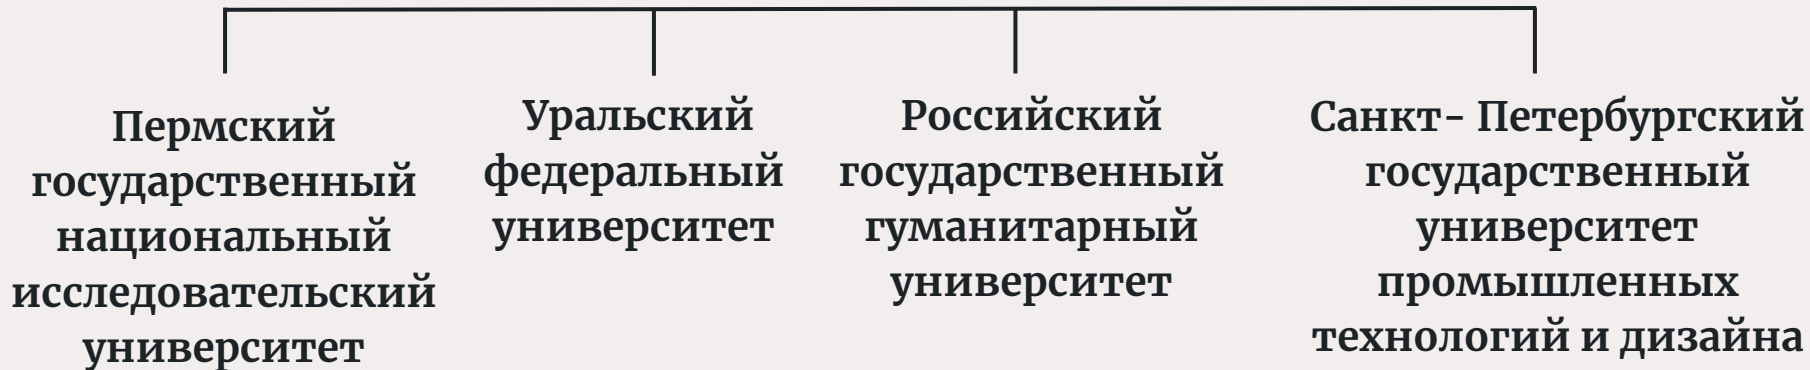 Пермский
государственный
национальный
исследовательский
университет
Уральский
федеральный
университет
Российский
государственный
гуманитарный
университет
Санкт- Петербургский
государственный
университет
промышленных
технологий и дизайна